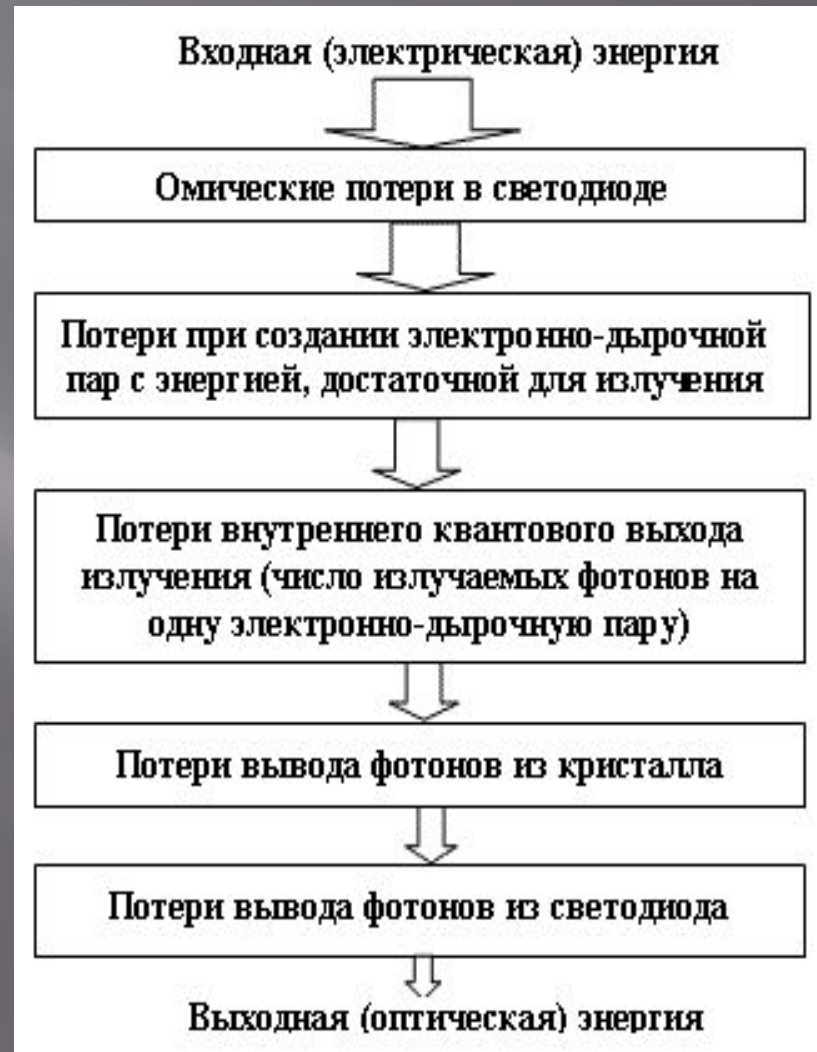 Входная (электрическая) энергия
Омические потери в светодиоде
Потери при создании электронно-дырочной
пар с энергией, достаточной для излучения
Потери внутреннего квантового выхода
излучения (число излучаемых фотонов на
одну электронно-дырочную пару)
Потери вывода фотонов из кристалла
Потери вывода фотонов из светодиода
Выходная (оптическая) энергия